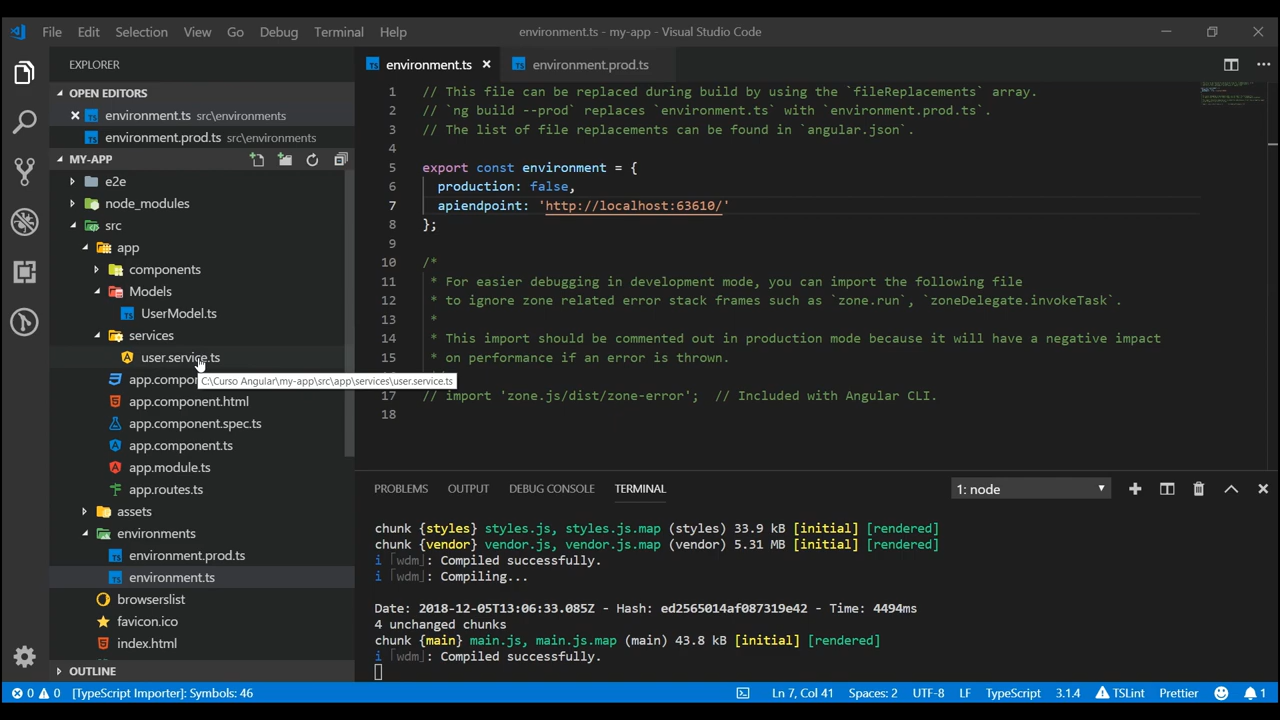 File Edit Selection View Go Debug Terminal Help
environment.ts - my-app - Visual Studio Code
EXPLORER
OPEN EDITORS
environment.ts src\environments
environment.prod.ts src\environments
MY-APP
e2e
node_modules
src
app
components
Models
UserModel.ts
services
user.service.ts
C:\Curso Angular\my-app\src\app\services\user.service.ts
app.compo
app.component.html
app.component.spec.ts
app.component.ts
app.module.ts
app.routes.ts
assets
environments
environment.prod.ts
environment.ts
browserslist
favicon.ico
index.html
OUTLINE
environment.ts
environment.prod.ts
1 // This file can be replaced during build by using the `fileReplacements` array.
2 // `ng build --prod` replaces `environment.ts` with `environment.prod.ts`.
3 // The list of file replacements can be found in `angular.json`.
4
5 export const environment = {
6 production: false,
7 apiendpoint: 'http://localhost:63610/'
8 };
9
10 /*
11 * For easier debugging in development mode, you can import the following file
12 * to ignore zone related error stack frames such as `zone.run`, `zoneDelegate.invokeTask`.
13 *
14 * This import should be commented out in production mode because it will have a negative impact
15 * on performance if an error is thrown.
17 // import 'zone.js/dist/zone-error'; // Included with Angular CLI.
18
PROBLEMS OUTPUT DEBUG CONSOLE TERMINAL
1: node
chunk {styles} styles.js, styles.js.map (styles) 33.9 kB [initial] [rendered]
chunk {vendor} vendor.js, vendor.js.map (vendor) 5.31 MB [initial] [rendered]
i ｢wdm｣: Compiled successfully.
i ｢wdm｣: Compiling...
Date: 2018-12-05T13:06:33.085Z - Hash: ed2565014af087319e42 - Time: 4494ms
4 unchanged chunks
chunk {main} main.js, main.js.map (main) 43.8 kB [initial] [rendered]
i ｢wdm｣: Compiled successfully.
0 0 [TypeScript Importer]: Symbols: 46
Ln 7, Col 41 Spaces: 2 UTF-8 LF TypeScript 3.1.4 TSLint Prettier 1